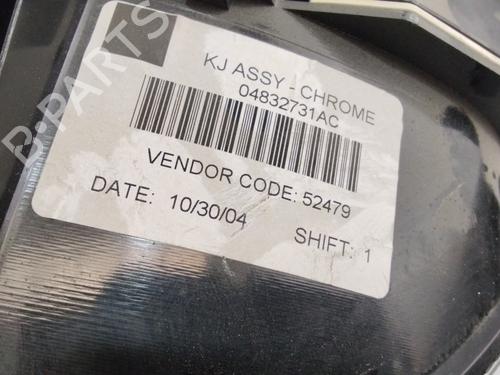 B-PARTS
KJ ASSY - CHROME
04832731AC
VENDOR CODE: 52479
DATE: 10/30/04 SHIFT: 1